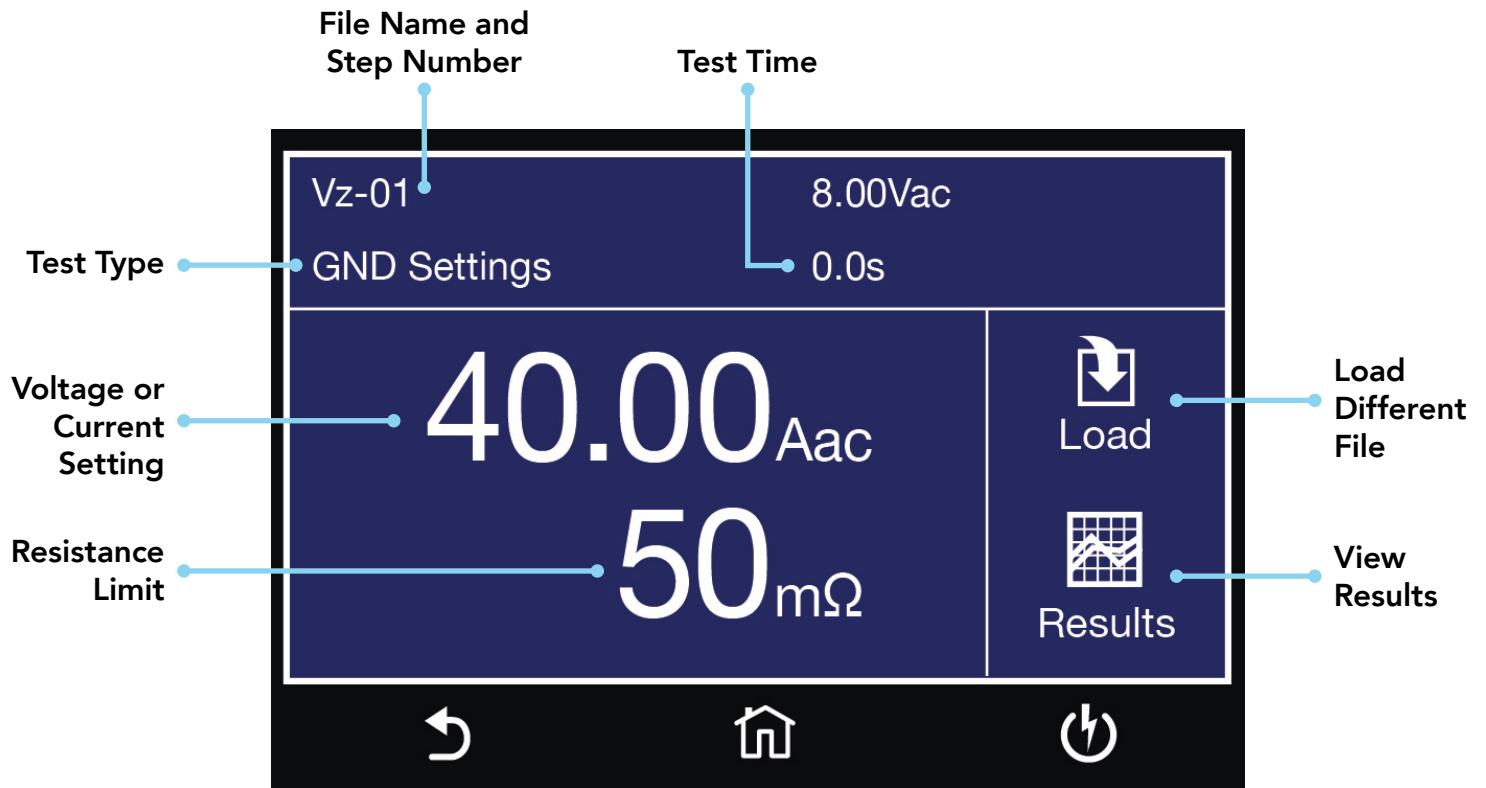 File Name and
Step Number
Test Time
Vz-01
8.00Vac
Test Type
GND Settings
0.0s
Voltage or
Current
Setting
40.00Aac
Load
Load
Different
File
Resistance
Limit
50mΩ
Results
View
Results